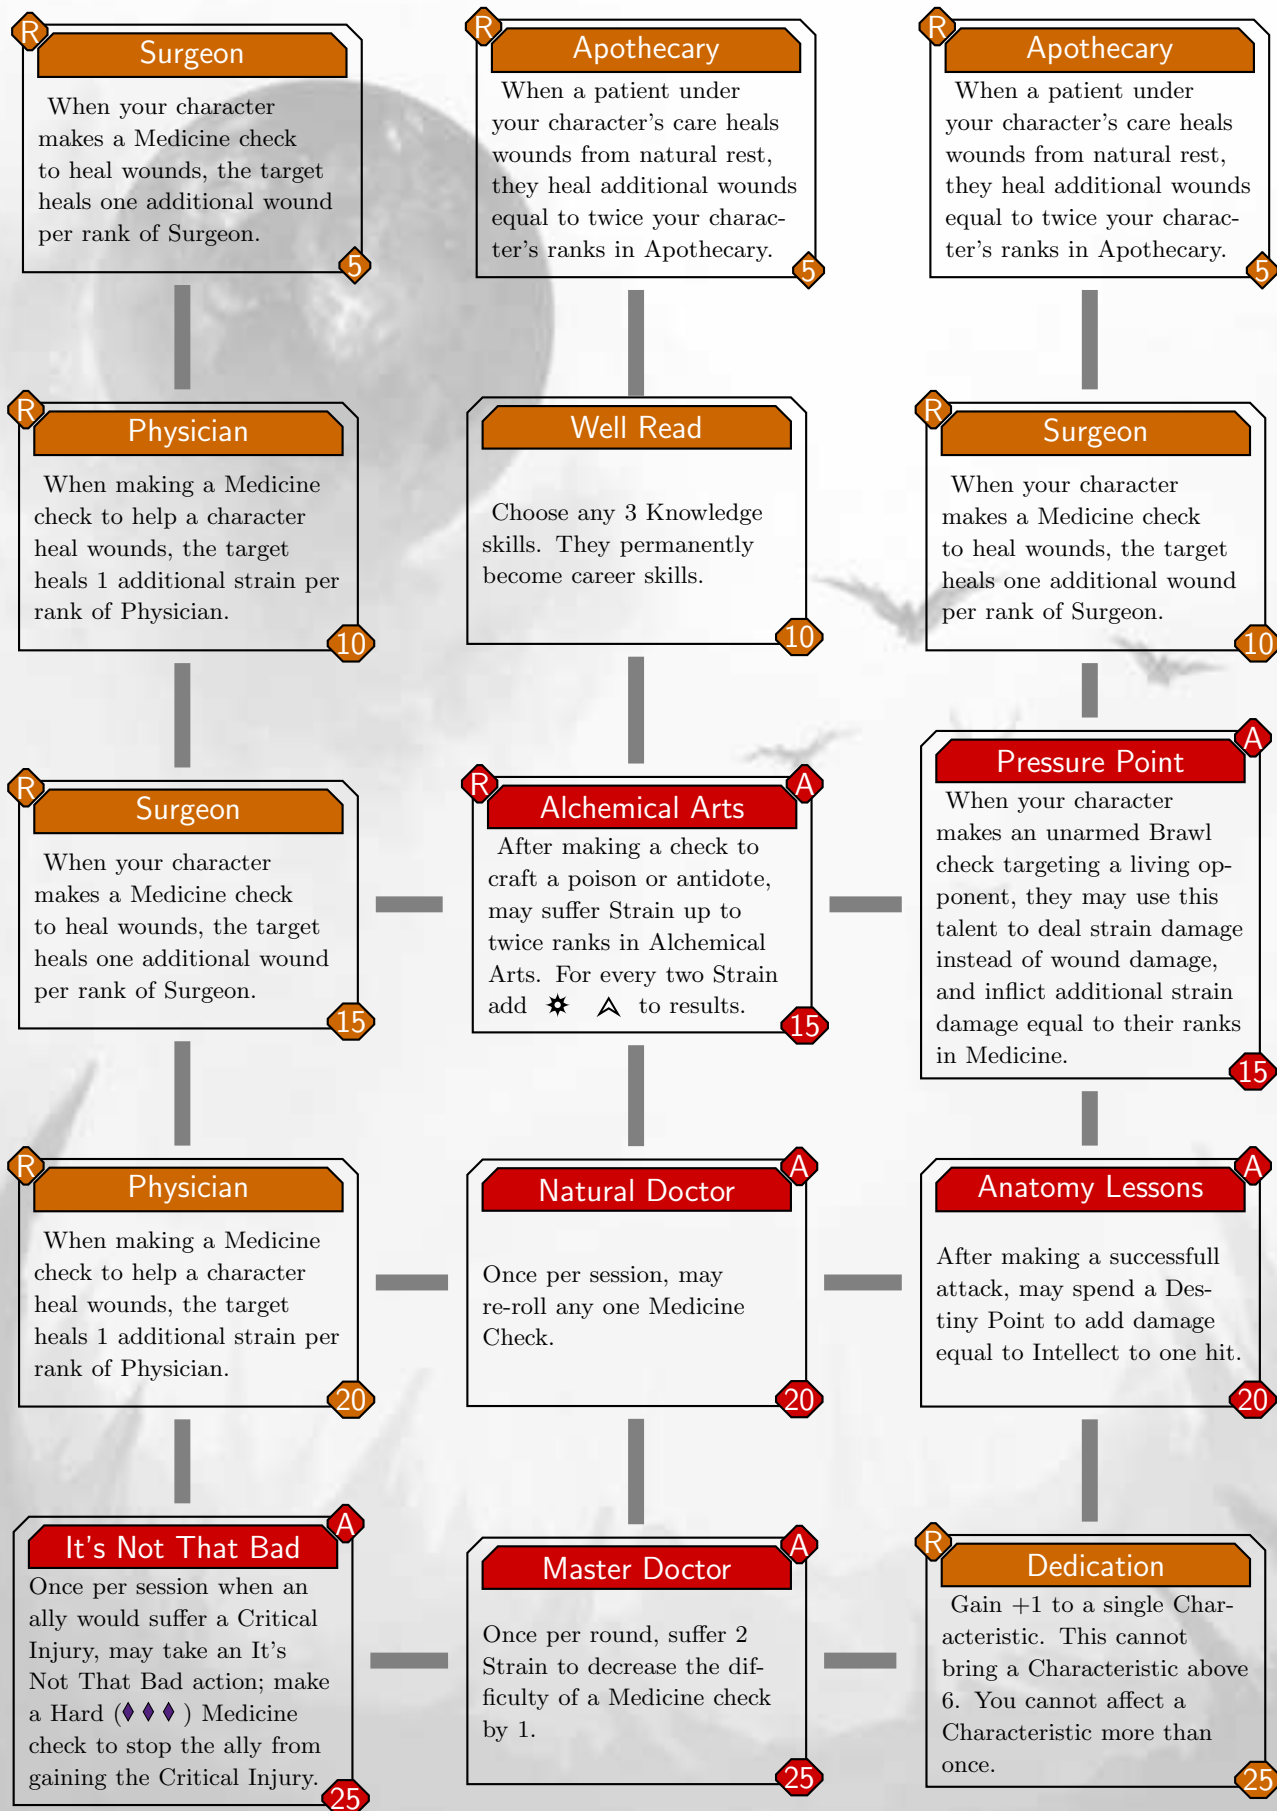 R
Surgeon
When your character
makes a Medicine check
to heal wounds, the target
heals one additional wound
per rank of Surgeon.
5
R
Apothecary
When a patient under
your character's care heals
wounds from natural rest,
they heal additional wounds
equal to twice your charac-
ter's ranks in Apothecary.
5
R
Apothecary
When a patient under
your character's care heals
wounds from natural rest,
they heal additional wounds
equal to twice your charac-
ter's ranks in Apothecary.
5
R
Physician
When making a Medicine
check to help a character
heal wounds, the target
heals 1 additional strain per
rank of Physician.
10
Well Read
Choose any 3 Knowledge
skills. They permanently
become career skills.
10
R
Surgeon
When your character
makes a Medicine check
to heal wounds, the target
heals one additional wound
per rank of Surgeon.
10
R
Surgeon
When your character
makes a Medicine check
to heal wounds, the target
heals one additional wound
per rank of Surgeon.
15
R
A
Alchemical Arts
After making a check to
craft a poison or antidote,
may suffer Strain up to
twice ranks in Alchemical
Arts. For every two Strain
add to results.
15
A
Pressure Point
When your character
makes an unarmed Brawl
check targeting a living op-
ponent, they may use this
talent to deal strain damage
instead of wound damage,
and inflict additional strain
damage equal to their ranks
in Medicine.
15
R
Physician
When making a Medicine
check to help a character
heal wounds, the target
heals 1 additional strain per
rank of Physician.
20
A
Natural Doctor
Once per session, may
re-roll any one Medicine
Check.
20
A
Anatomy Lessons
After making a successfull
attack, may spend a Des-
tiny Point to add damage
equal to Intellect to one hit.
20
A
It's Not That Bad
Once per session when an
ally would suffer a Critical
Injury, may take an It's
Not That Bad action; make
a Hard (♦ ♦ ♦ ) Medicine
check to stop the ally from
gaining the Critical Injury.
25
A
Master Doctor
Once per round, suffer 2
Strain to decrease the dif-
ficulty of a Medicine check
by 1.
25
R
Dedication
Gain +1 to a single Char-
acteristic. This cannot
bring a Characteristic above
6. You cannot affect a
Characteristic more than
once.
25